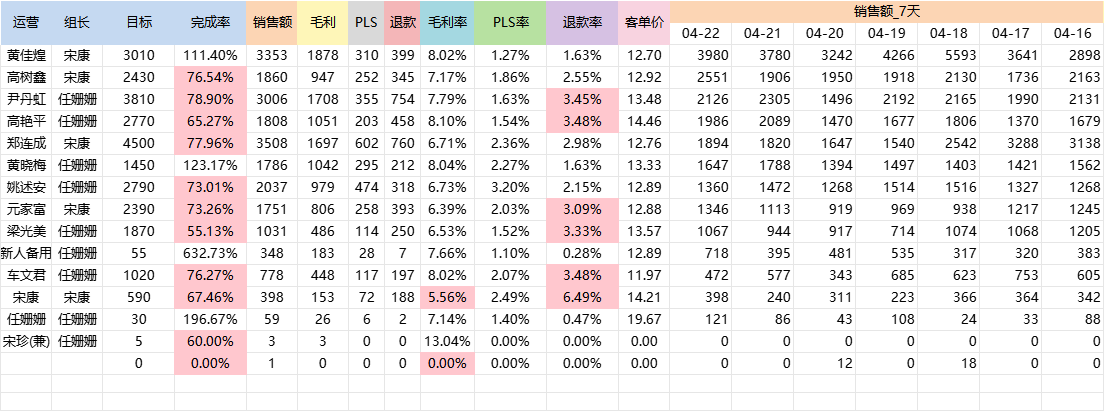 销售额_7天
运营 组长 目标 完成率 销售额 毛利 PLS 退款 毛利率 PLS率 退款率 客单价 04-22 04-21 04-20 04-19 04-18 04-17 04-16
黄佳煌 宋康 3010 111.40% 3353 1878 310 399 8.02% 1.27% 1.63% 12.70 3980 3780 3242 4266 5593 3641 2898
高树鑫 宋康 2430 76.54% 1860 947 252 345 7.17% 1.86% 2.55% 12.92 2551 1906 1950 1918 2130 1736 2163
尹丹虹 任姗姗 3810 78.90% 3006 1708 355 754 7.79% 1.63% 3.45% 13.48 2126 2305 1496 2192 2165 1990 2131
高艳平 任姗姗 2770 65.27% 1808 1051 203 458 8.10% 1.54% 3.48% 14.46 1986 2089 1470 1677 1806 1370 1679
郑连成 宋康 4500 77.96% 3508 1697 602 760 6.71% 2.36% 2.98% 12.76 1894 1820 1647 1540 2542 3288 3138
黄晓梅 任姗姗 1450 123.17% 1786 1042 295 212 8.04% 2.27% 1.63% 13.33 1647 1788 1394 1497 1403 1421 1562
姚述安 任姗姗 2790 73.01% 2037 979 474 318 6.73% 3.20% 2.15% 12.89 1360 1472 1268 1514 1516 1327 1268
元家富 宋康 2390 73.26% 1751 806 258 393 6.39% 2.03% 3.09% 12.88 1346 1113 919 969 938 1217 1245
梁光美 任姗姗 1870 55.13% 1031 486 114 250 6.53% 1.52% 3.33% 13.57 1067 944 917 714 1074 1068 1205
新人备用 任姗姗 55 632.73% 348 183 28 7 7.66% 1.10% 0.28% 12.89 718 395 481 535 317 320 383
车文君 任姗姗 1020 76.27% 778 448 117 197 8.02% 2.07% 3.48% 11.97 472 577 343 685 623 753 605
宋康 宋康 590 67.46% 398 153 72 188 5.56% 2.49% 6.49% 14.21 398 240 311 223 366 364 342
任姗姗 任姗姗 30 196.67% 59 26 6 2 7.14% 1.40% 0.47% 19.67 121 86 43 108 24 33 88
宋珍(兼) 任姗姗 5 60.00% 3 3 0 0 13.04% 0.00% 0.00% 0.00 0 0 0 0 0 0 0
0 0.00% 1 0 0 0 0.00% 0.00% 0.00% 0.00 0 0 12 0 18 0 0